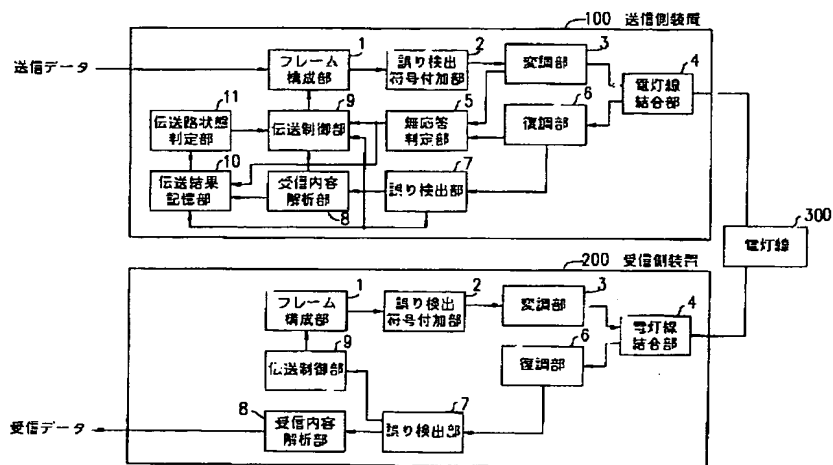 100 送信側装置
送信データ
1
フレーム
構成部
2
誤り検出
符号付加部
3
変調部
4
電灯線
結合部
11
伝送路状態
判定部
9
伝送制御部
5
無応答
判定部
6
復調部
10
伝送結果
記憶部
受信内容
解析部
8
7
誤り検出部
300
電灯線
200 受信側装置
1
フレーム
構成部
2
誤り検出
符号付加部
3
変調部
4
電灯線
結合部
9
伝送制御部
6
復調部
受信データ
8
受信内容
解析部
7
誤り検出部